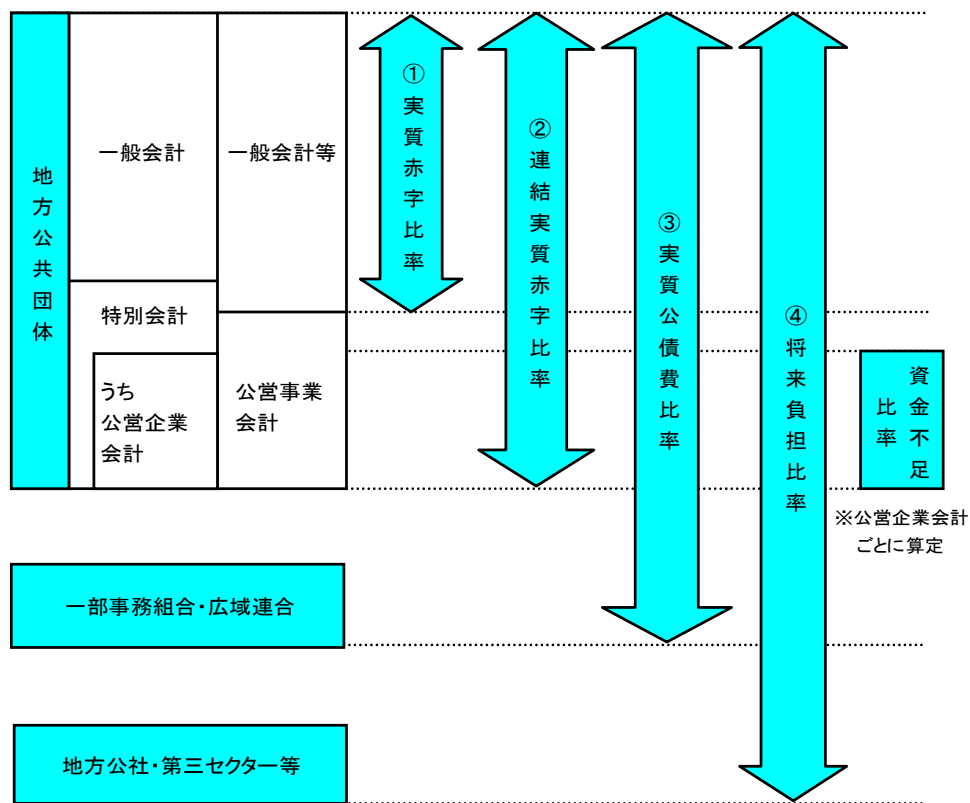 地方公共団体
一般会計
一般会計等
特別会計
うち
公営企業
会計
公営事業
会計
①実質赤字比率
②連結実質赤字比率
③実質公債費比率
④将来負担比率
資金不足
比率
※公営企業会計
ごとに算定
一部事務組合・広域連合
地方公社・第三セクター等